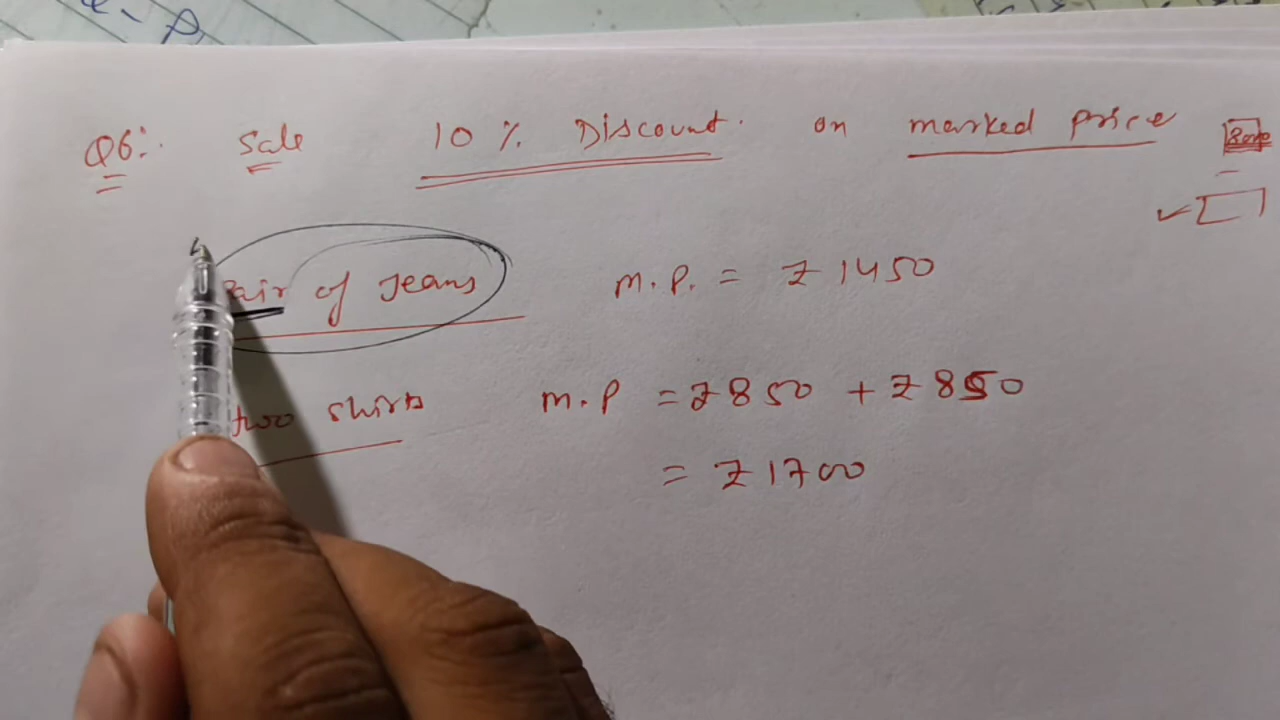 Q6:. Sale 10 % Discount. on marked price
Pair of Jeans m.p. = ₹ 1450
two shirts m.p = ₹ 850 + ₹ 850
= ₹ 1700